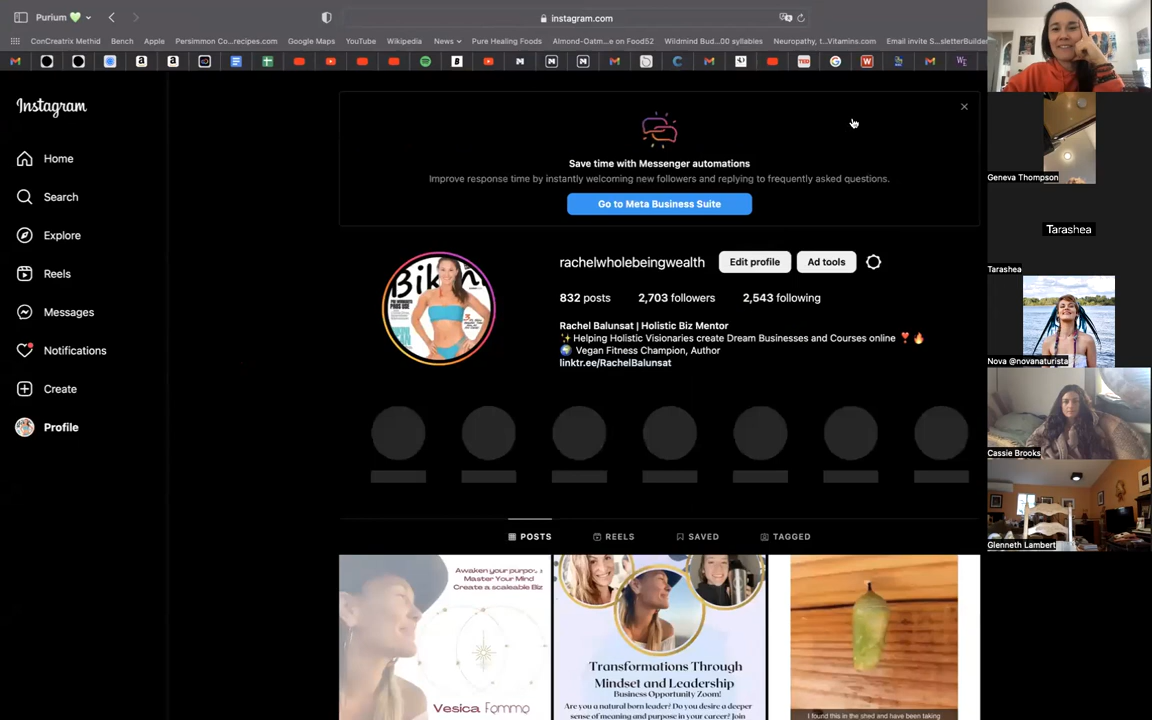 Purium 💚
instagram.com
ConCreatrix Methid
Bench
Apple
Persimmon Co...recipes.com
Google Maps
YouTube
Wikipedia
News
Pure Healing Foods
Almond-Oatm...e on Food52
Wildmind Bud...00 syllables
Neuropathy, t...Vitamins.com
Email invite S...sletterBuilder
Instagram
Home
Search
Explore
Reels
Messages
Notifications
Create
Profile
Save time with Messenger automations
Improve response time by instantly welcoming new followers and replying to frequently asked questions.
Go to Meta Business Suite
rachelwholebeingwealth
Edit profile
Ad tools
832 posts
2,703 followers
2,543 following
Rachel Balunsat | Holistic Biz Mentor
✨ Helping Holistic Visionaries create Dream Businesses and Courses online ❣️ 🔥
🌍 Vegan Fitness Champion, Author
linktr.ee/RachelBalunsat
POSTS
REELS
SAVED
TAGGED
Awaken your purpose
Master Your Mind
Create a scaleable Biz
Vesica Femme
Transformations Through
Mindset and Leadership
Business Opportunity Zoom!
Are you a natural born leader? Do you desire a deeper
sense of meaning and purpose in your career? Join
I found this in the shed and have been taking
Geneva Thompson
Tarashea
Tarashea
Nova @novanaturista
Cassie Brooks
Glenneth Lambert